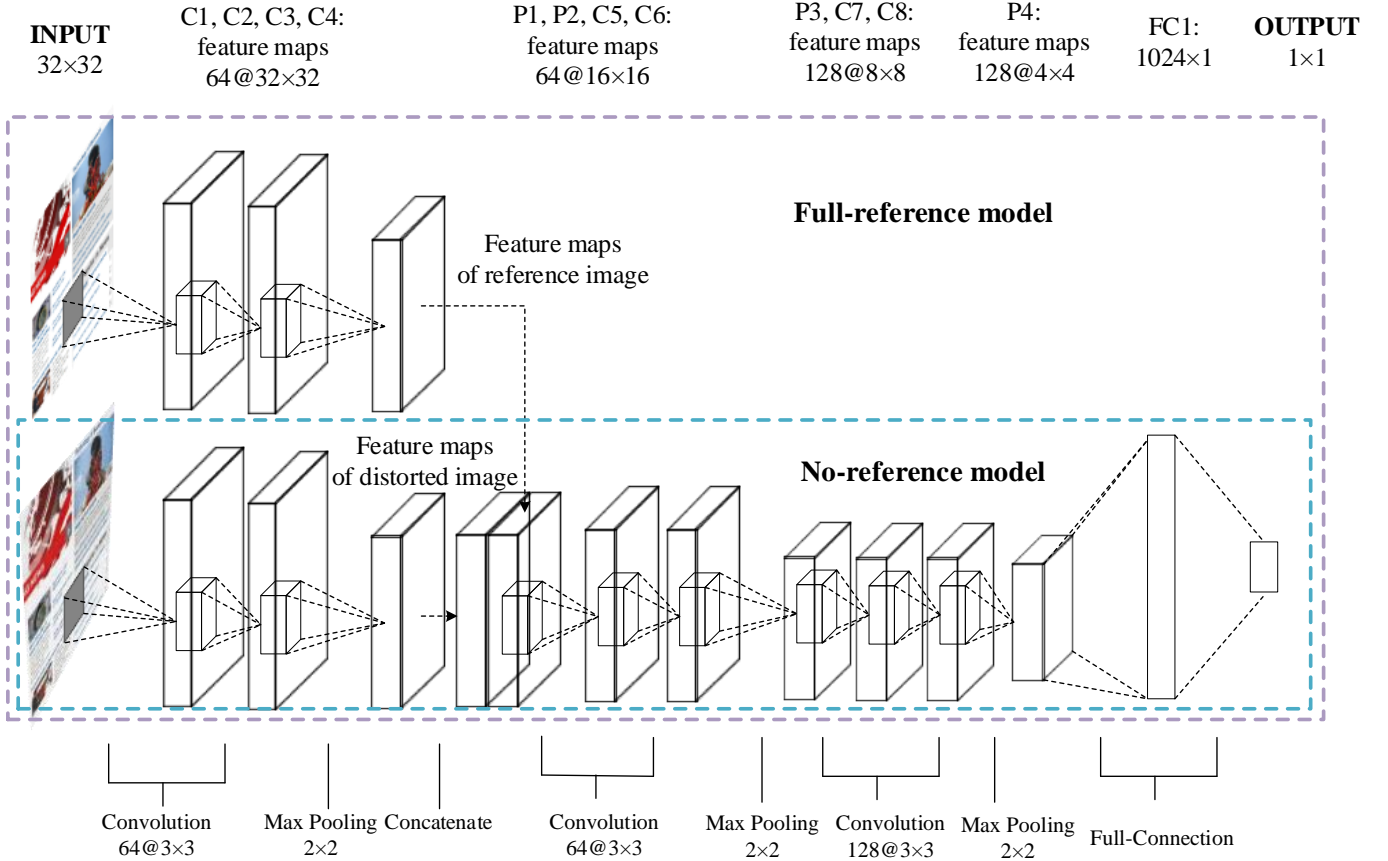 INPUT
32×32
C1, C2, C3, C4:
feature maps
64@32×32
P1, P2, C5, C6:
feature maps
64@16×16
P3, C7, C8:
feature maps
128@8×8
P4:
feature maps
128@4×4
FC1:
1024×1
OUTPUT
1×1
Full-reference model
Feature maps
of reference image
Feature maps
of distorted image
No-reference model
Convolution
64@3×3
Max Pooling
2×2
Concatenate
Convolution
64@3×3
Max Pooling
2×2
Convolution
128@3×3
Max Pooling
2×2
Full-Connection